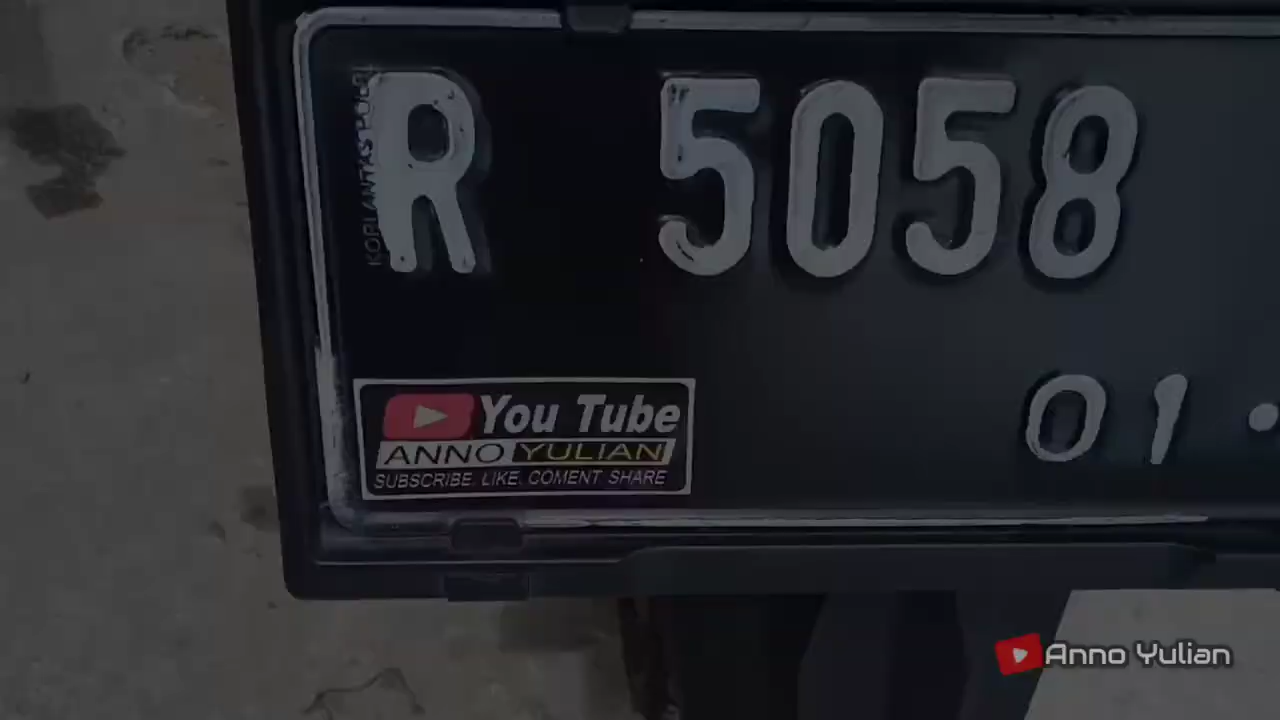 R 5058
KORLANTAS POLRI
01 .
You Tube
ANNO YULIAN
SUBSCRIBE. LIKE. COMENT SHARE
Anno Yulian